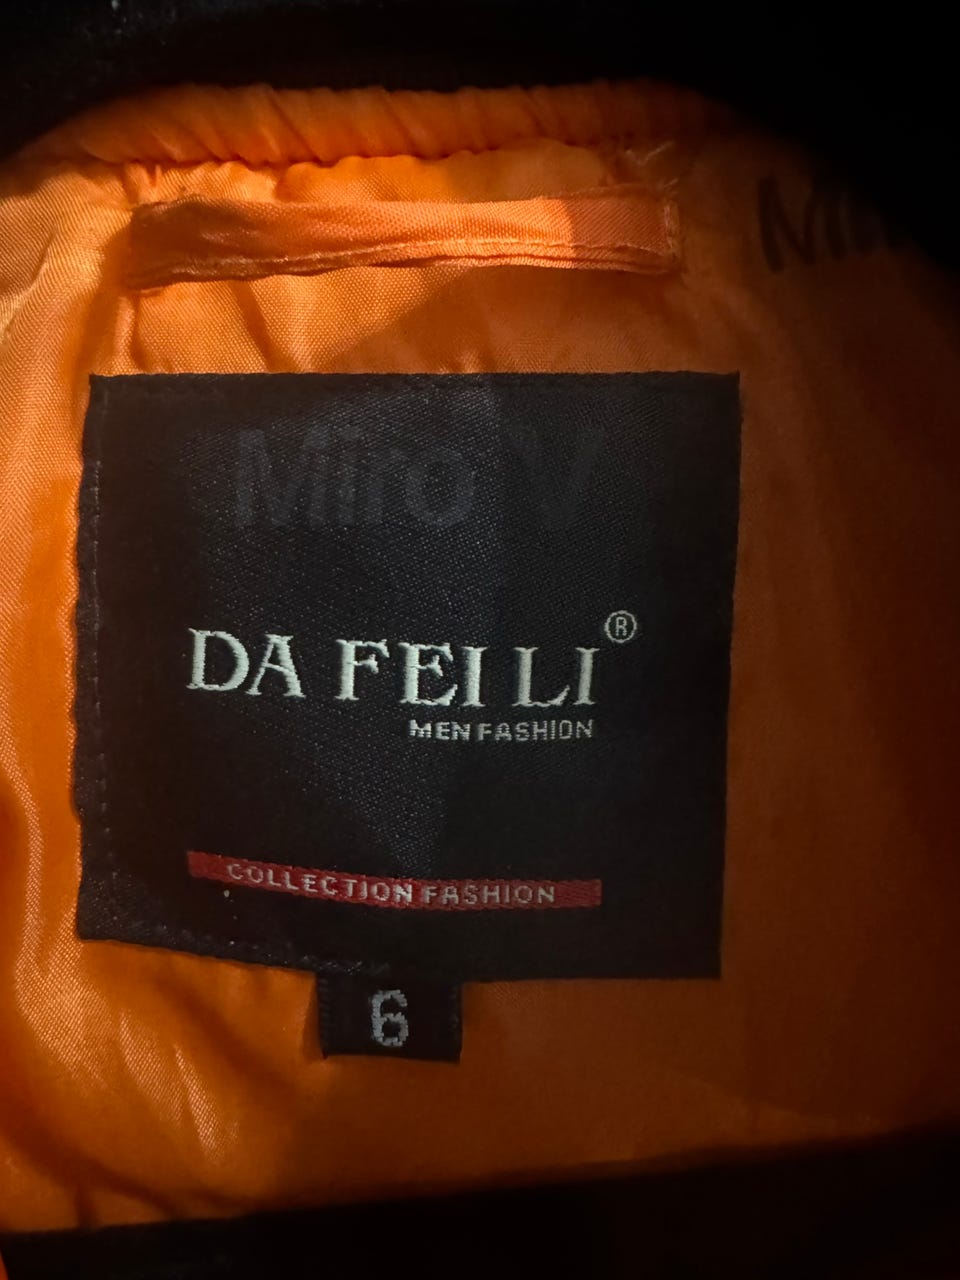 Miro V
DA FEI LI ®
MEN FASHION
COLLECTION FASHION
6